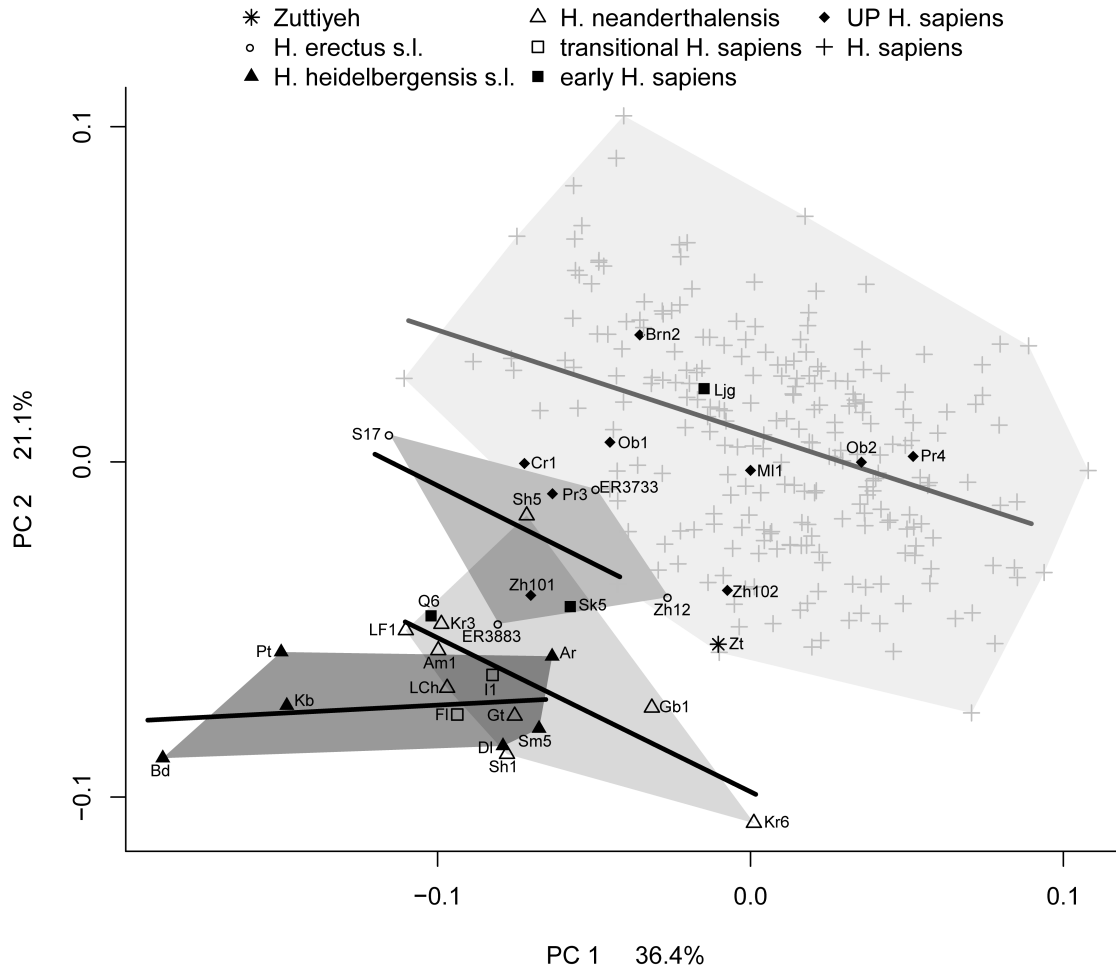 Zuttiyeh
H. neanderthalensis
UP H. sapiens
H. erectus s.l.
transitional H. sapiens
H. sapiens
H. heidelbergensis s.l.
early H. sapiens
0.1
Brn2
Ljg
S17
Ob1
Ob2
Pr4
0.0
Cr1
Ml1
PC 2 21.1%
Pr3
ER3733
Sh5
Zh101
Zh102
Q6
Sk5
Zh12
LF1
Kr3
ER3883
Zt
Pt
Am1
Ar
LCh
I1
Kb
Gb1
Fl
Gt
Dl
Sm5
Bd
Sh1
−0.1
Kr6
−0.1
0.0
0.1
PC 1 36.4%